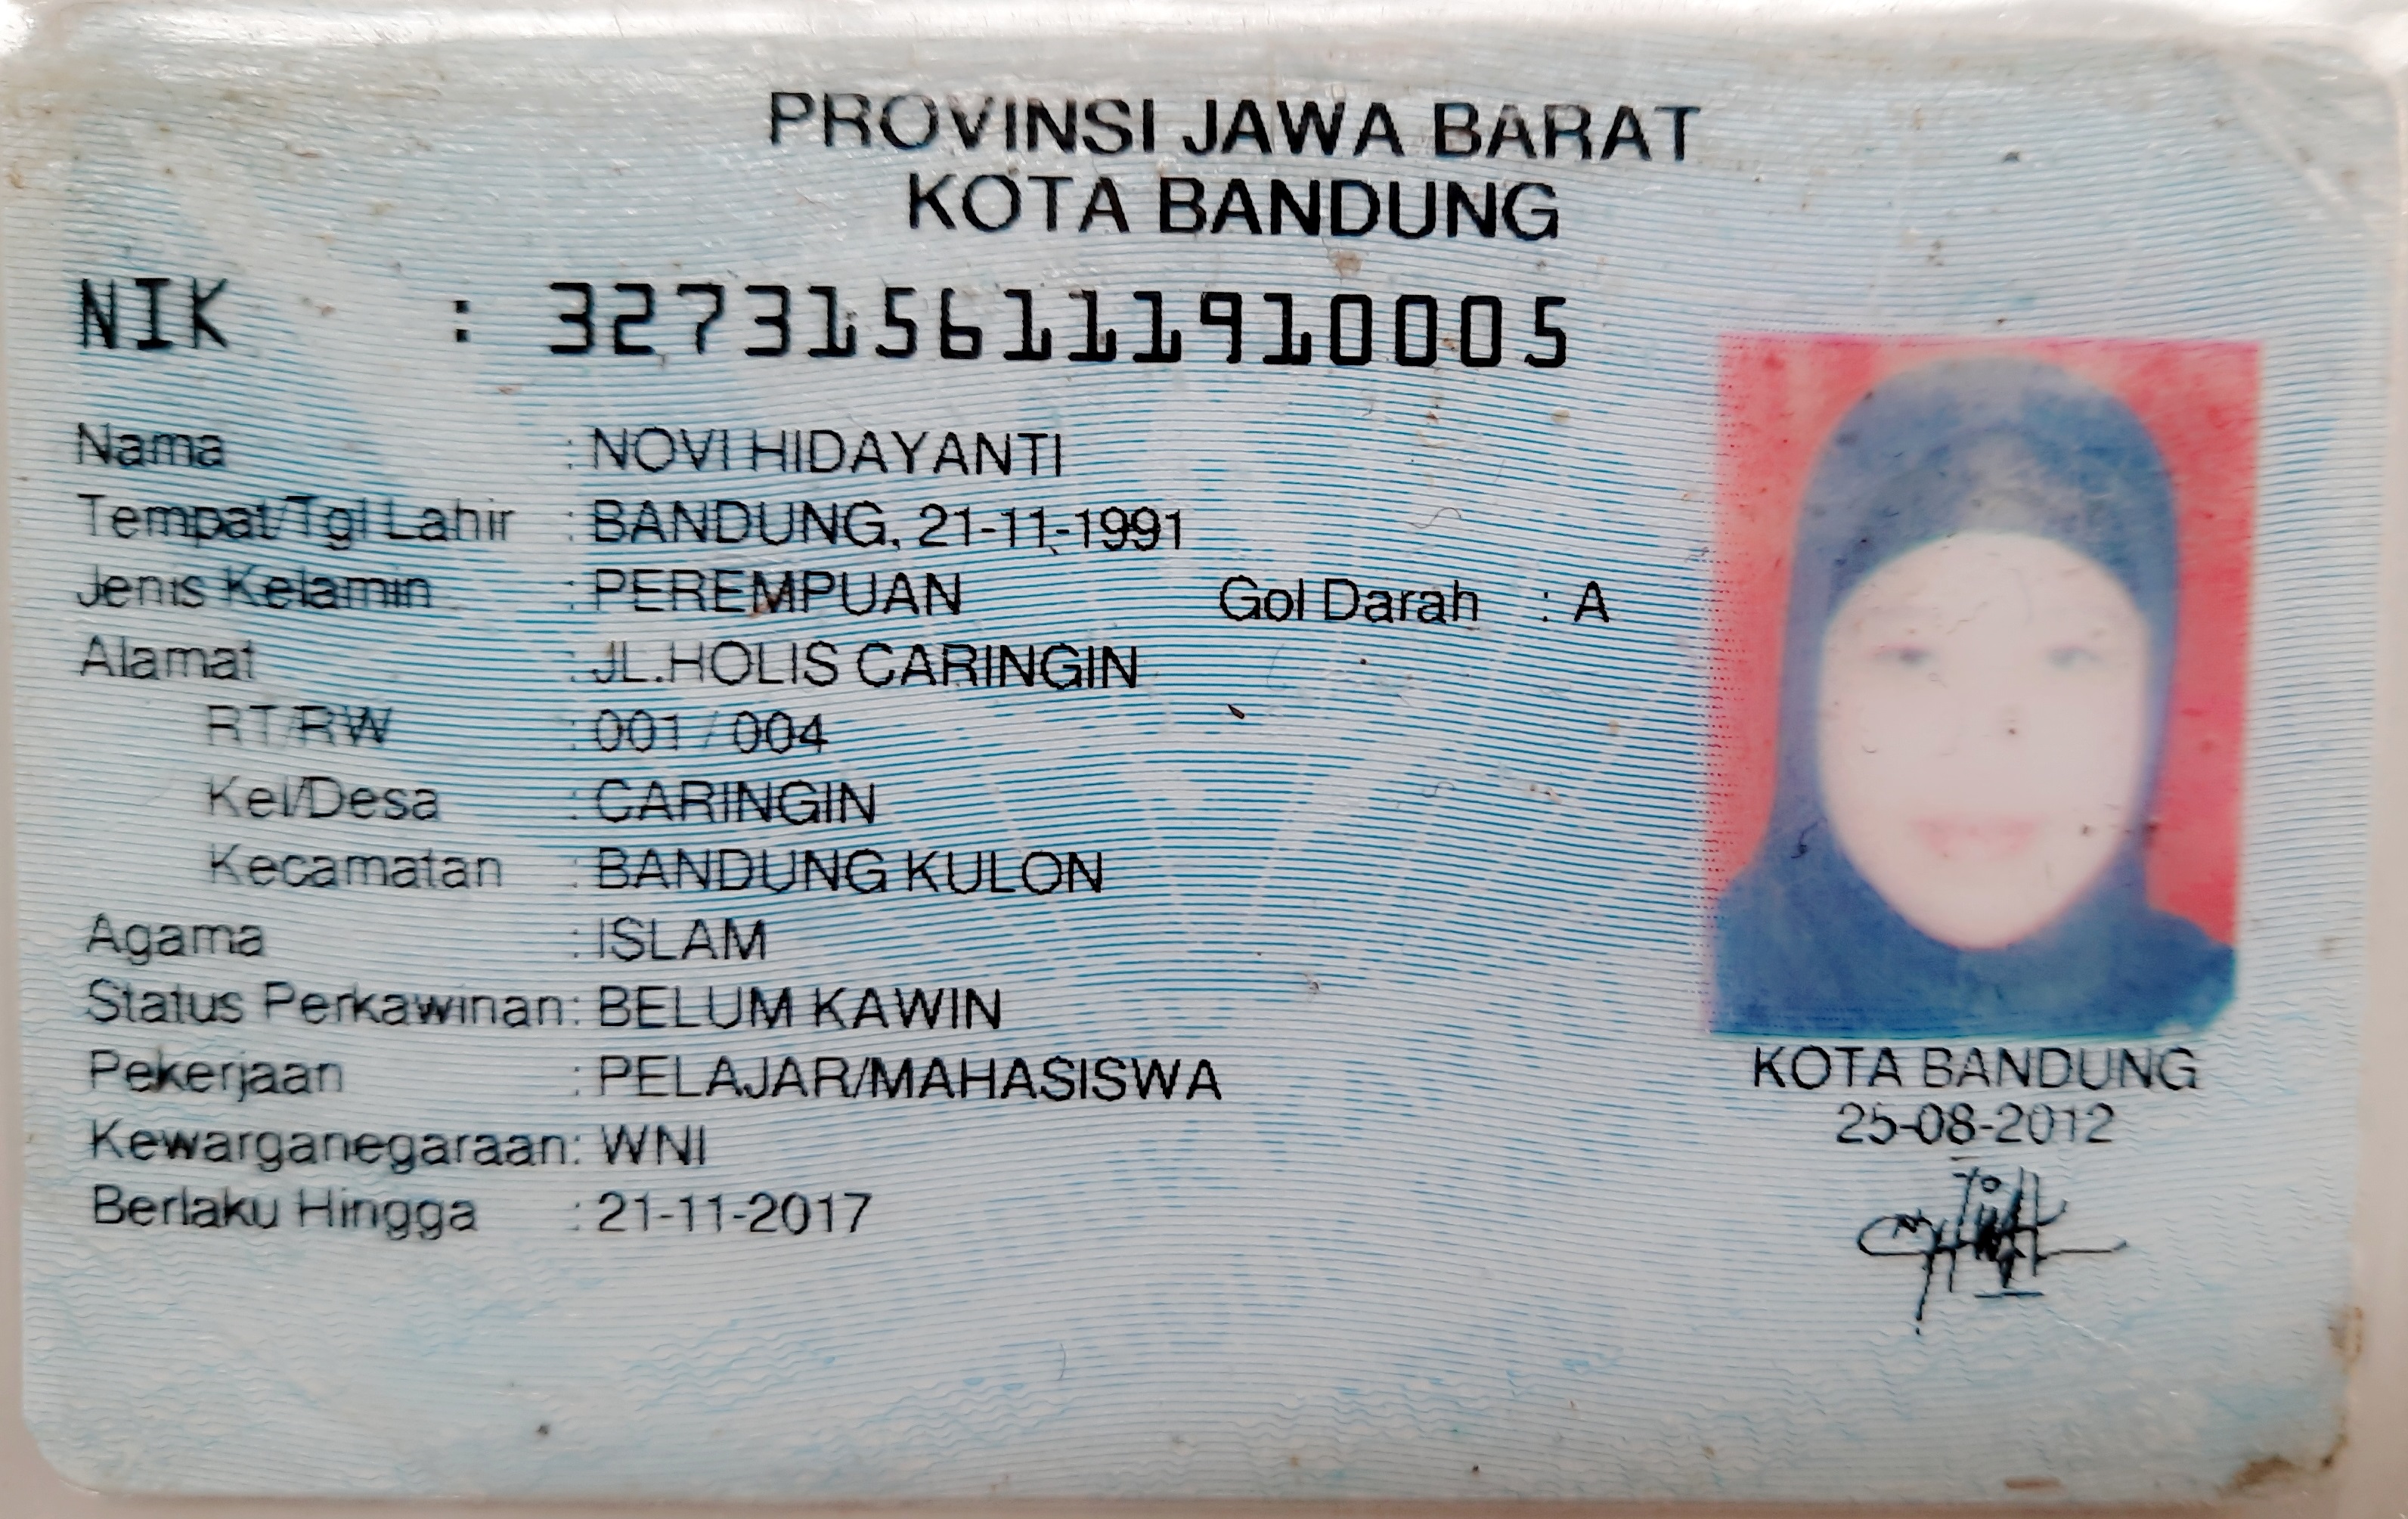 PROVINSI JAWA BARAT
KOTA BANDUNG
NIK : 3273156111910005
Nama : NOVI HIDAYANTI
Tempat/Tgl Lahir : BANDUNG, 21-11-1991
Jenis Kelamin : PEREMPUAN Gol Darah : A
Alamat : JL.HOLIS CARINGIN
RT/RW : 001 / 004
Kel/Desa : CARINGIN
Kecamatan : BANDUNG KULON
Agama : ISLAM
Status Perkawinan : BELUM KAWIN
Pekerjaan : PELAJAR/MAHASISWA
Kewarganegaraan : WNI
Berlaku Hingga : 21-11-2017
KOTA BANDUNG
25-08-2012